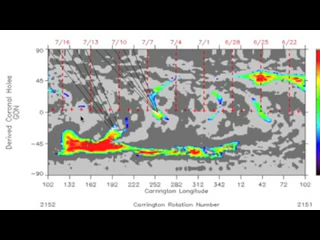 7/16 7/13 7/10 7/7 7/4 7/1 6/28 6/25 6/22
90
45
0
-45
-90
Derived Coronal Holes
GON
102 132 162 192 222 252 282 312 342 12 42 72 102
Carrington Longitude
2152 Carrington Rotation Number 2151